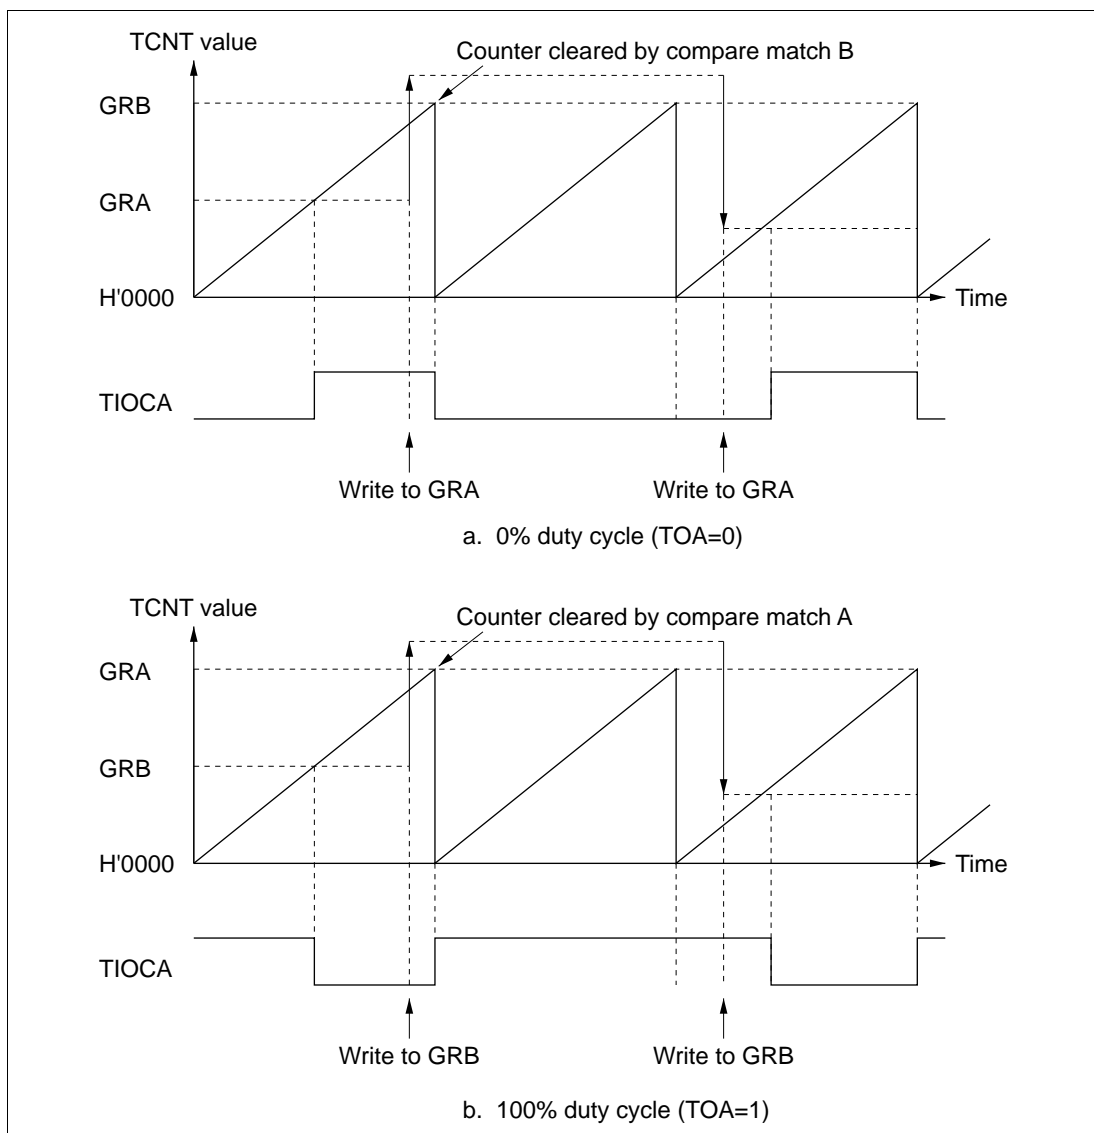 TCNT value
Counter cleared by compare match B
GRB
GRA
H'0000
Time
TIOCA
Write to GRA
Write to GRA
a. 0% duty cycle (TOA=0)
TCNT value
Counter cleared by compare match A
GRA
GRB
H'0000
Time
TIOCA
Write to GRB
Write to GRB
b. 100% duty cycle (TOA=1)